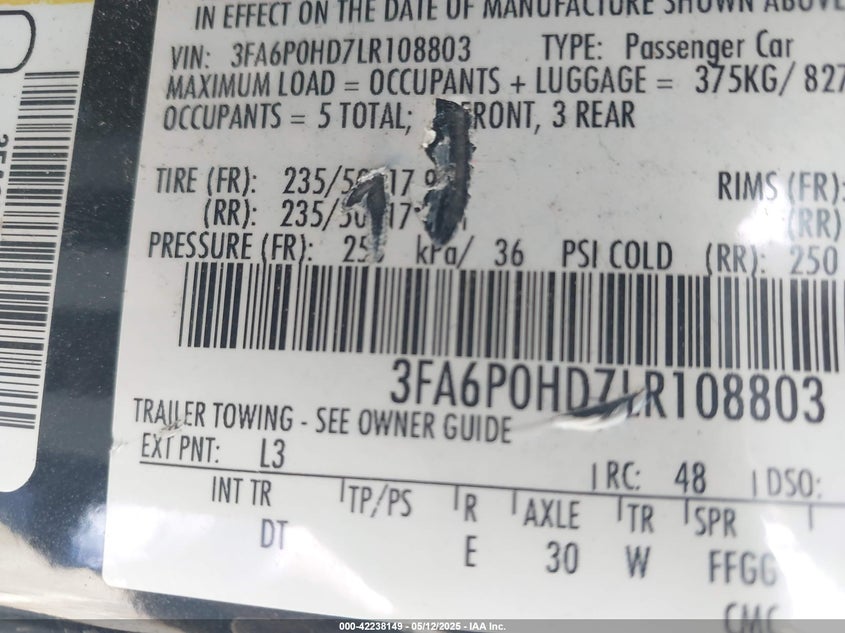 IN EFFECT ON THE DATE OF MANUFACTURE SHOWN ABOVE
VIN: 3FA6P0HD7LR108803 TYPE: Passenger Car
MAXIMUM LOAD = OCCUPANTS + LUGGAGE = 375KG/ 827
OCCUPANTS = 5 TOTAL; FRONT, 3 REAR
TIRE (FR): 235/50 17 RIMS (FR):
(RR): 235/50 17 (RR)
PRESSURE (FR): kPa/ 36 PSI COLD (RR): 250
3FA6P0HD7LR108803
TRAILER TOWING - SEE OWNER GUIDE
EXT PNT: L3 RC: 48 DSO:
INT TR TP/PS R AXLE TR SPR
DT E 30 W FFGG
CMC
000-42238149 - 05/12/2025 - IAA Inc.